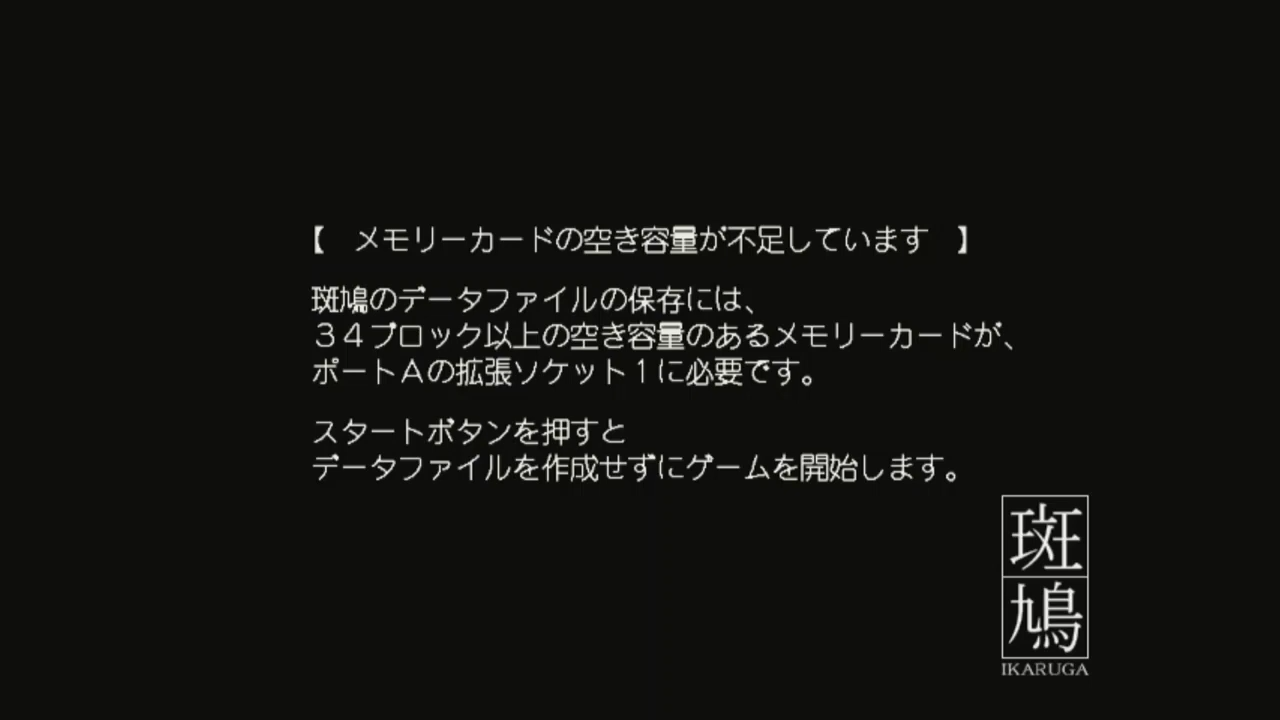 【　メモリーカードの空き容量が不足しています　】
斑鳩のデータファイルの保存には、
３４ブロック以上の空き容量のあるメモリーカードが、
ポートＡの拡張ソケット１に必要です。
スタートボタンを押すと
データファイルを作成せずにゲームを開始します。
斑鳩
IKARUGA